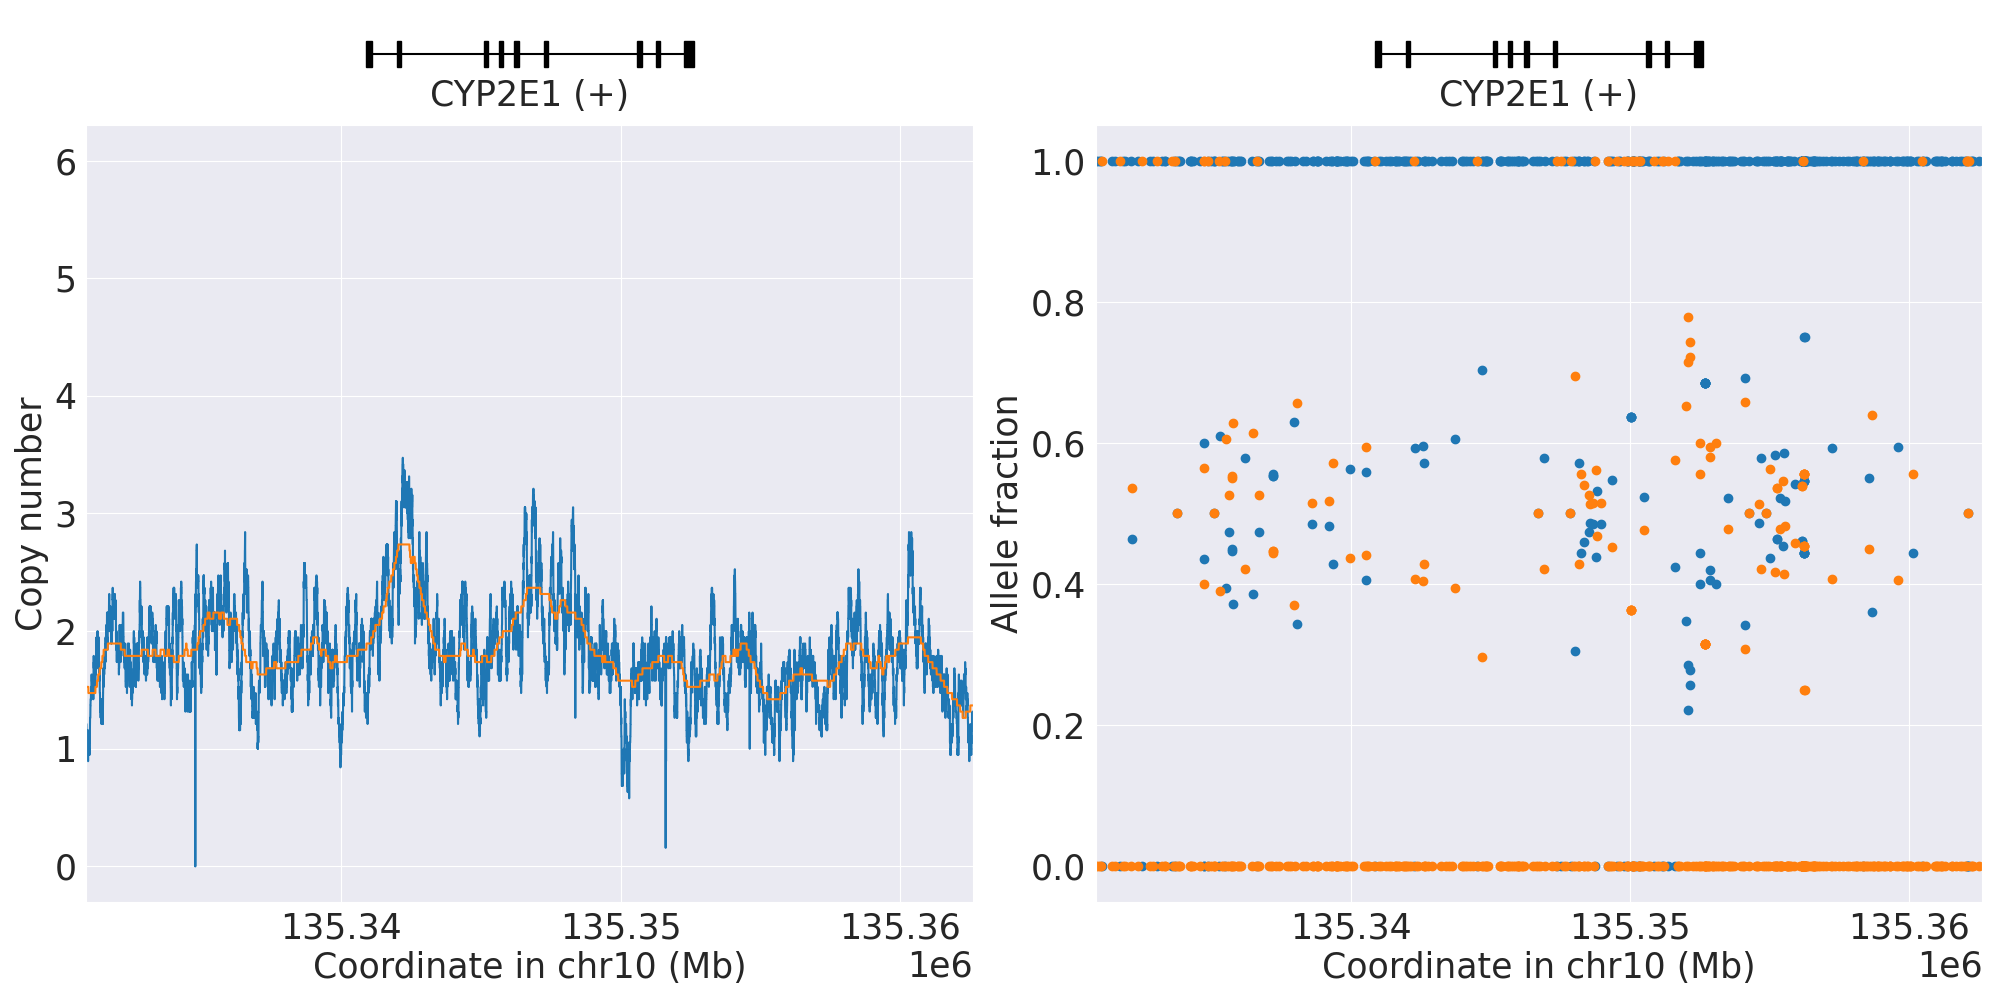 CYP2E1 (+)
6
5
4
3
2
1
0
Copy number
135.34 135.35 135.36
Coordinate in chr10 (Mb)
1e6
CYP2E1 (+)
1.0
0.8
0.6
0.4
0.2
0.0
Allele fraction
135.34 135.35 135.36
Coordinate in chr10 (Mb)
1e6